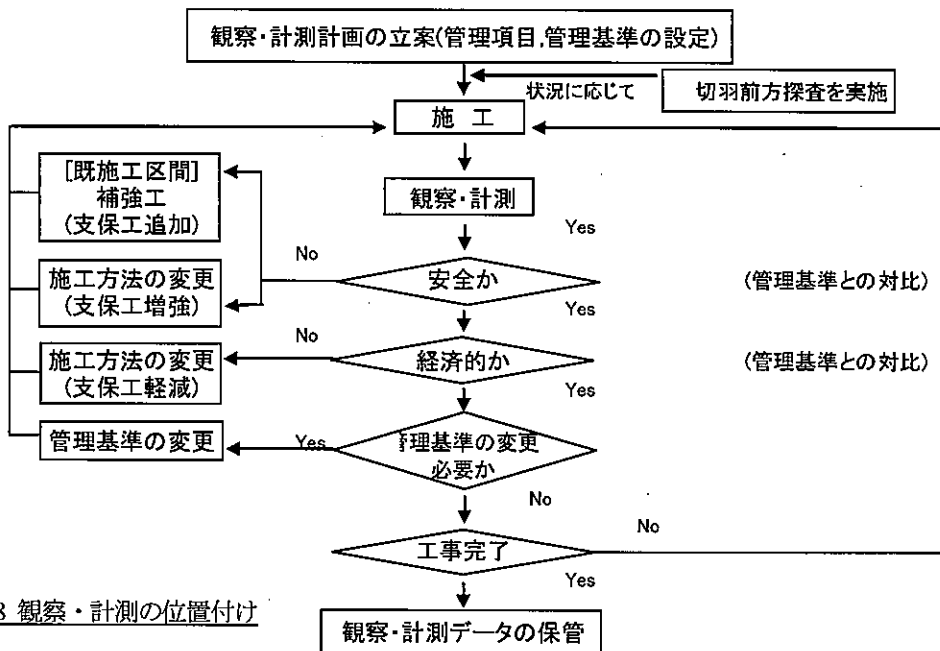 観察・計測計画の立案(管理項目,管理基準の設定)
状況に応じて
切羽前方探査を実施
施 工
[既施工区間]
補強工
(支保工追加)
観察・計測
Yes
No
安全か
(管理基準との対比)
施工方法の変更
(支保工増強)
Yes
No
経済的か
(管理基準との対比)
施工方法の変更
(支保工軽減)
Yes
管理基準の変更
Yes
管理基準の変更
必要か
No
No
工事完了
Yes
8 観察・計測の位置付け
観察・計測データの保管